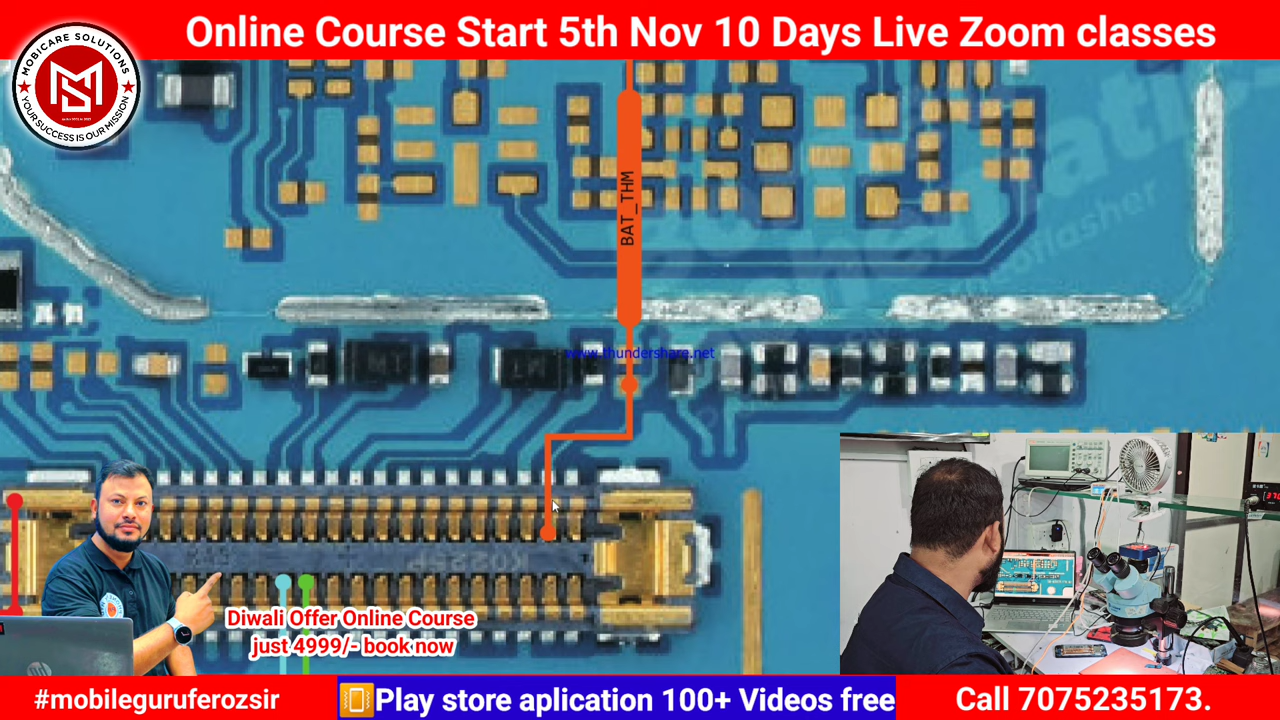 Online Course Start 5th Nov 10 Days Live Zoom classes
MOBICARE SOLUTIONS
YOUR SUCCESS IS OUR MISSION
BAT_THM
www.thundershare.net
Diwali Offer Online Course
just 4999/- book now
hp
#mobileguruferozsir
Play store aplication 100+ Videos free
Call 7075235173.